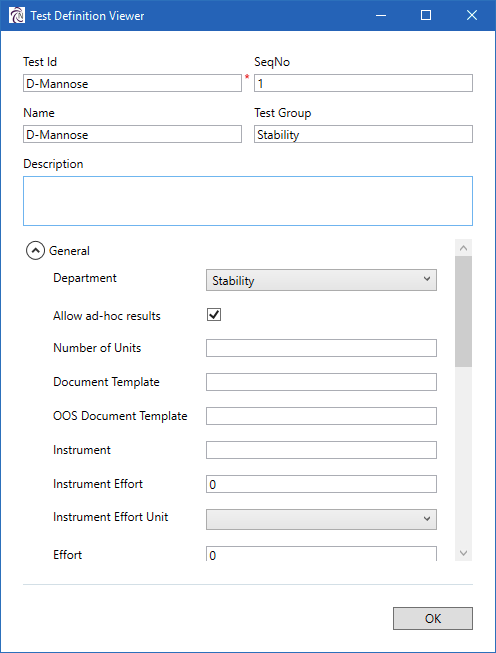 Test Definition Viewer
Test Id SeqNo
D-Mannose * 1
Name Test Group
D-Mannose Stability
Description
General
Department Stability
Allow ad-hoc results
Number of Units
Document Template
OOS Document Template
Instrument
Instrument Effort 0
Instrument Effort Unit
Effort 0
OK